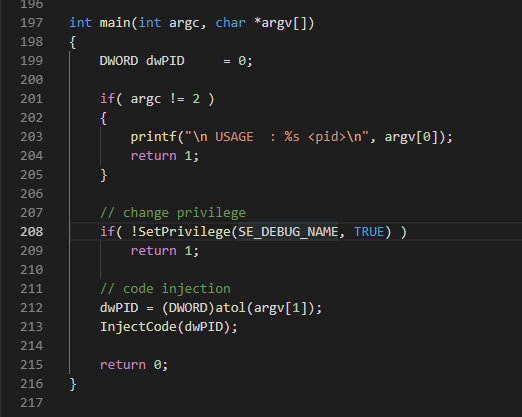 196
197 int main(int argc, char *argv[])
198 {
199     DWORD dwPID     = 0;
200
201     if( argc != 2 )
202     {
203         printf("\n USAGE  : %s <pid>\n", argv[0]);
204         return 1;
205     }
206
207     // change privilege
208     if( !SetPrivilege(SE_DEBUG_NAME, TRUE) )
209         return 1;
210
211     // code injection
212     dwPID = (DWORD)atol(argv[1]);
213     InjectCode(dwPID);
214
215     return 0;
216 }
217